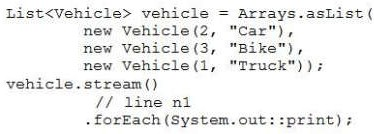 List<Vehicle> vehicle = Arrays.asList(
        new Vehicle(2, "Car"),
        new Vehicle(3, "Bike"),
        new Vehicle(1, "Truck"));
vehicle.stream()
        // line n1
        .forEach(System.out::print);